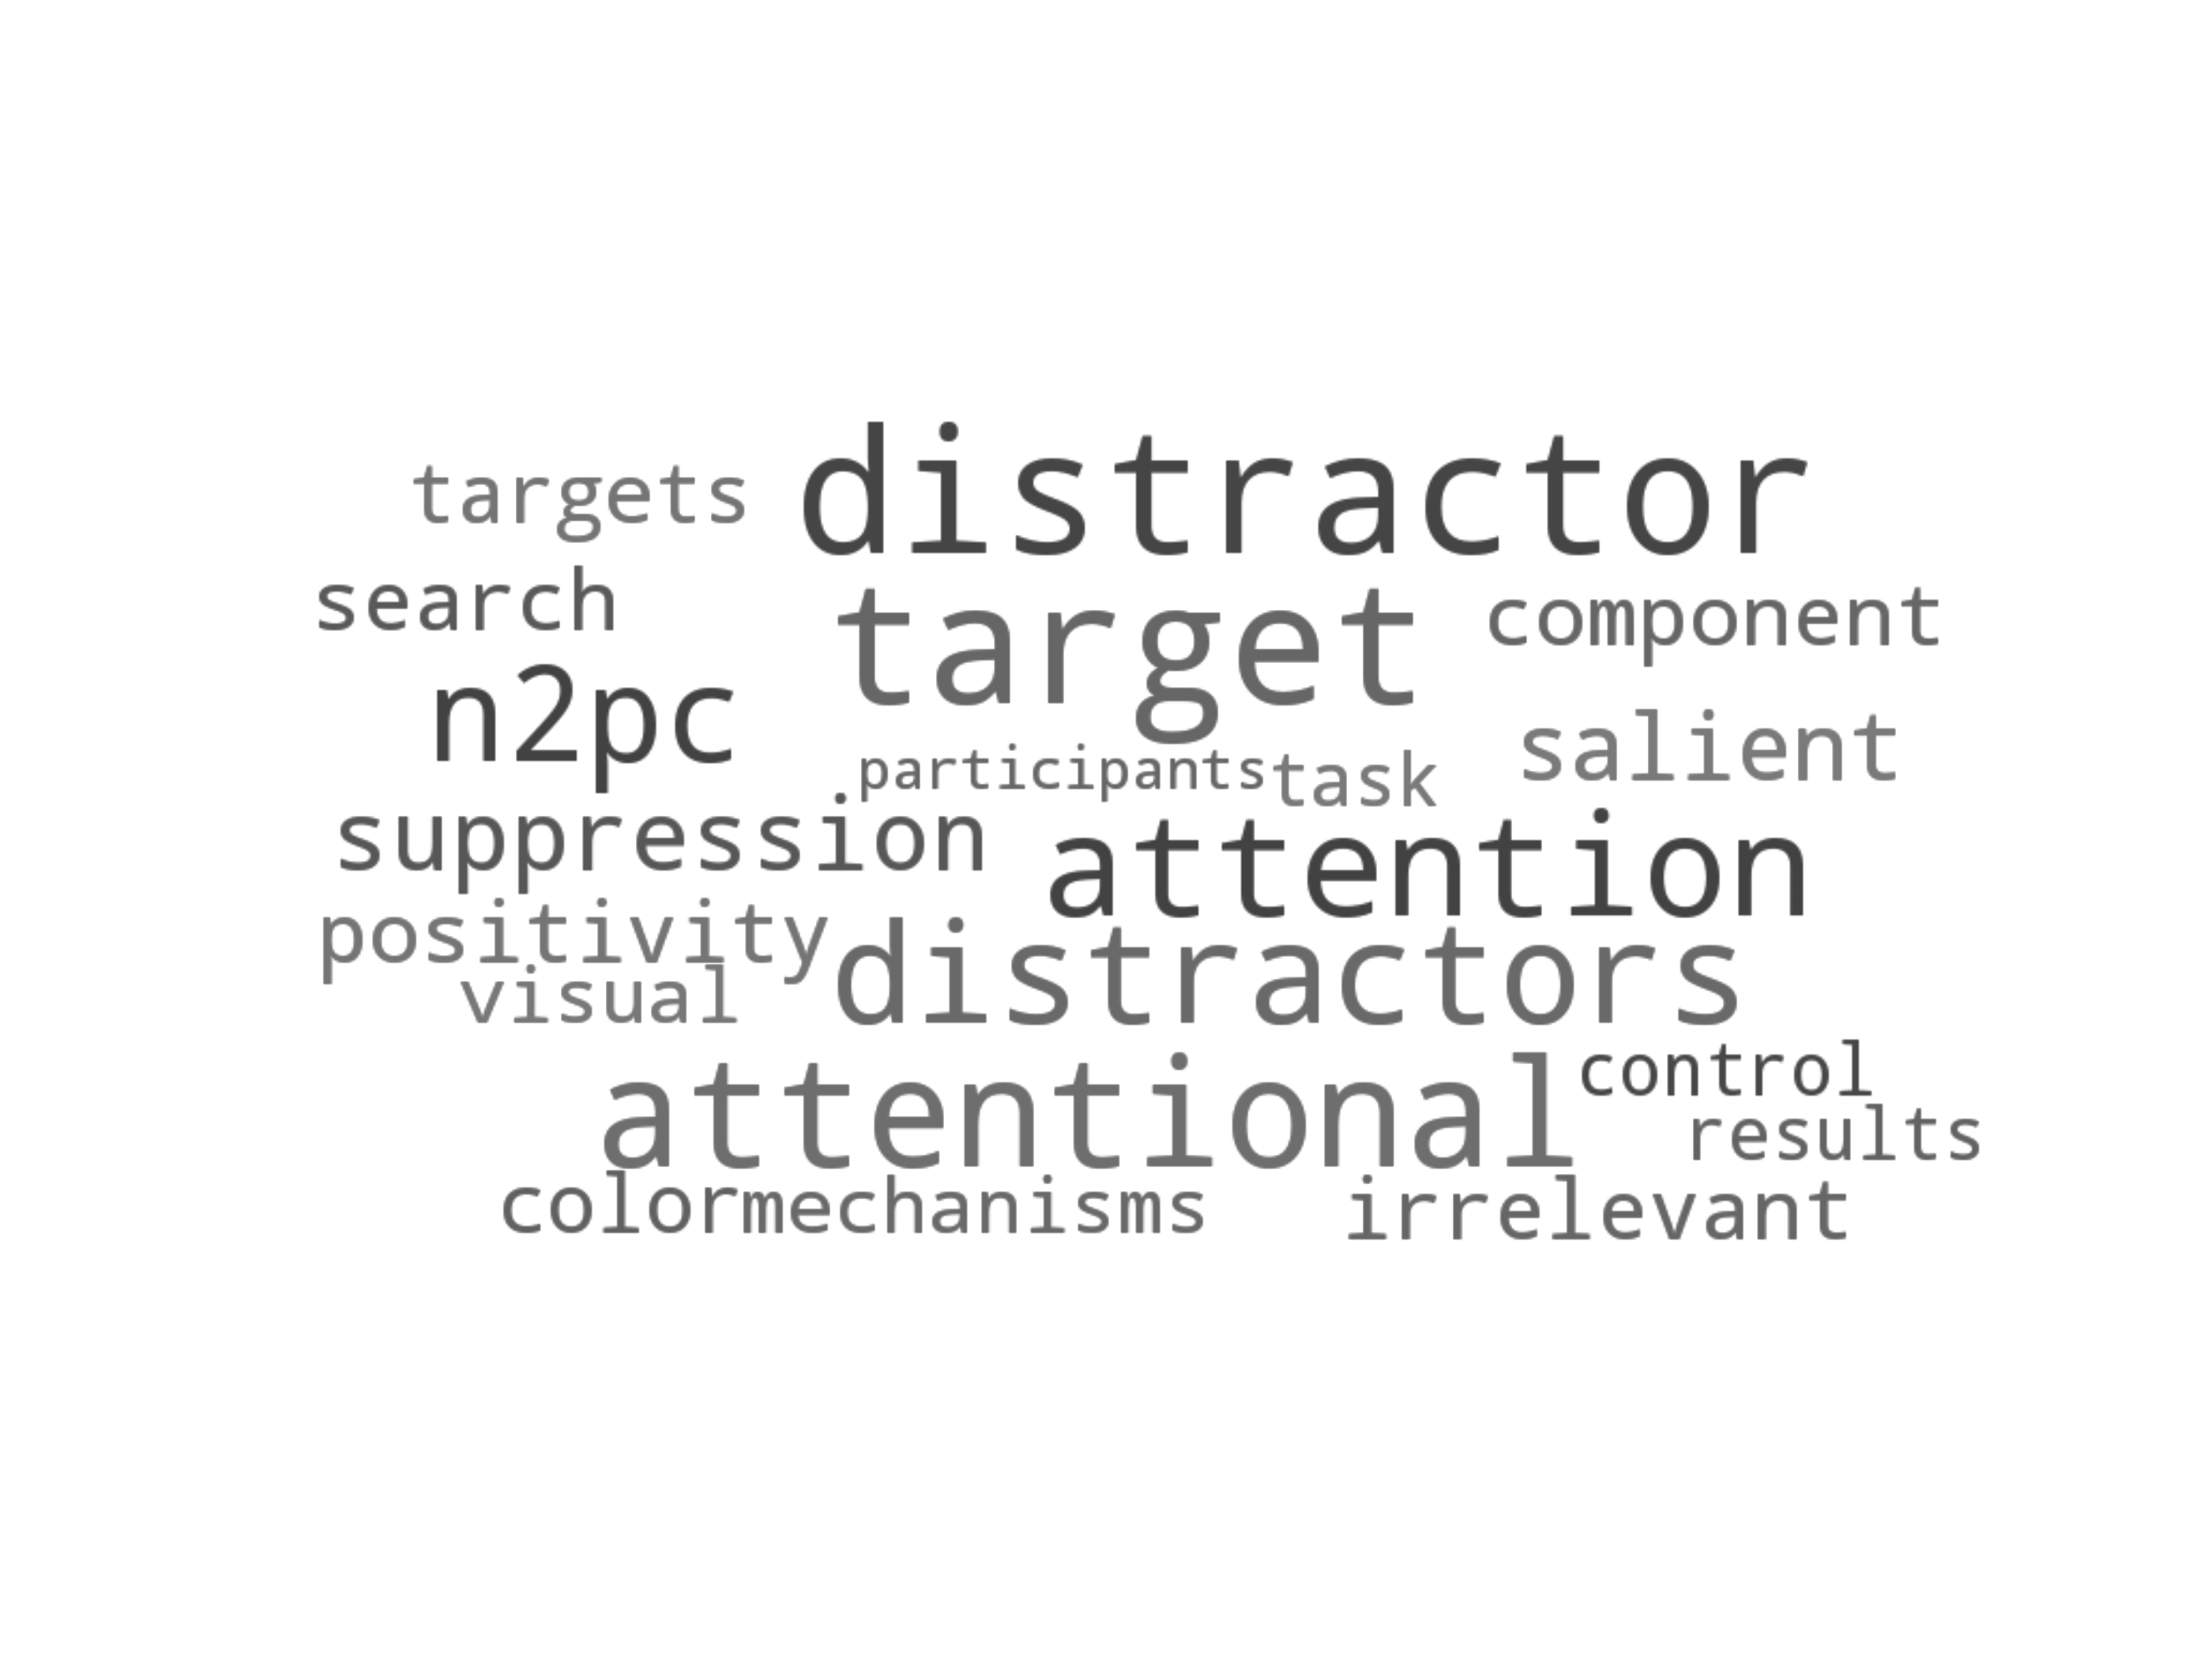 targets distractor
search target component
n2pc salient
participants task
suppression attention
positivity distractors
visual
attentional control
results
color mechanisms irrelevant